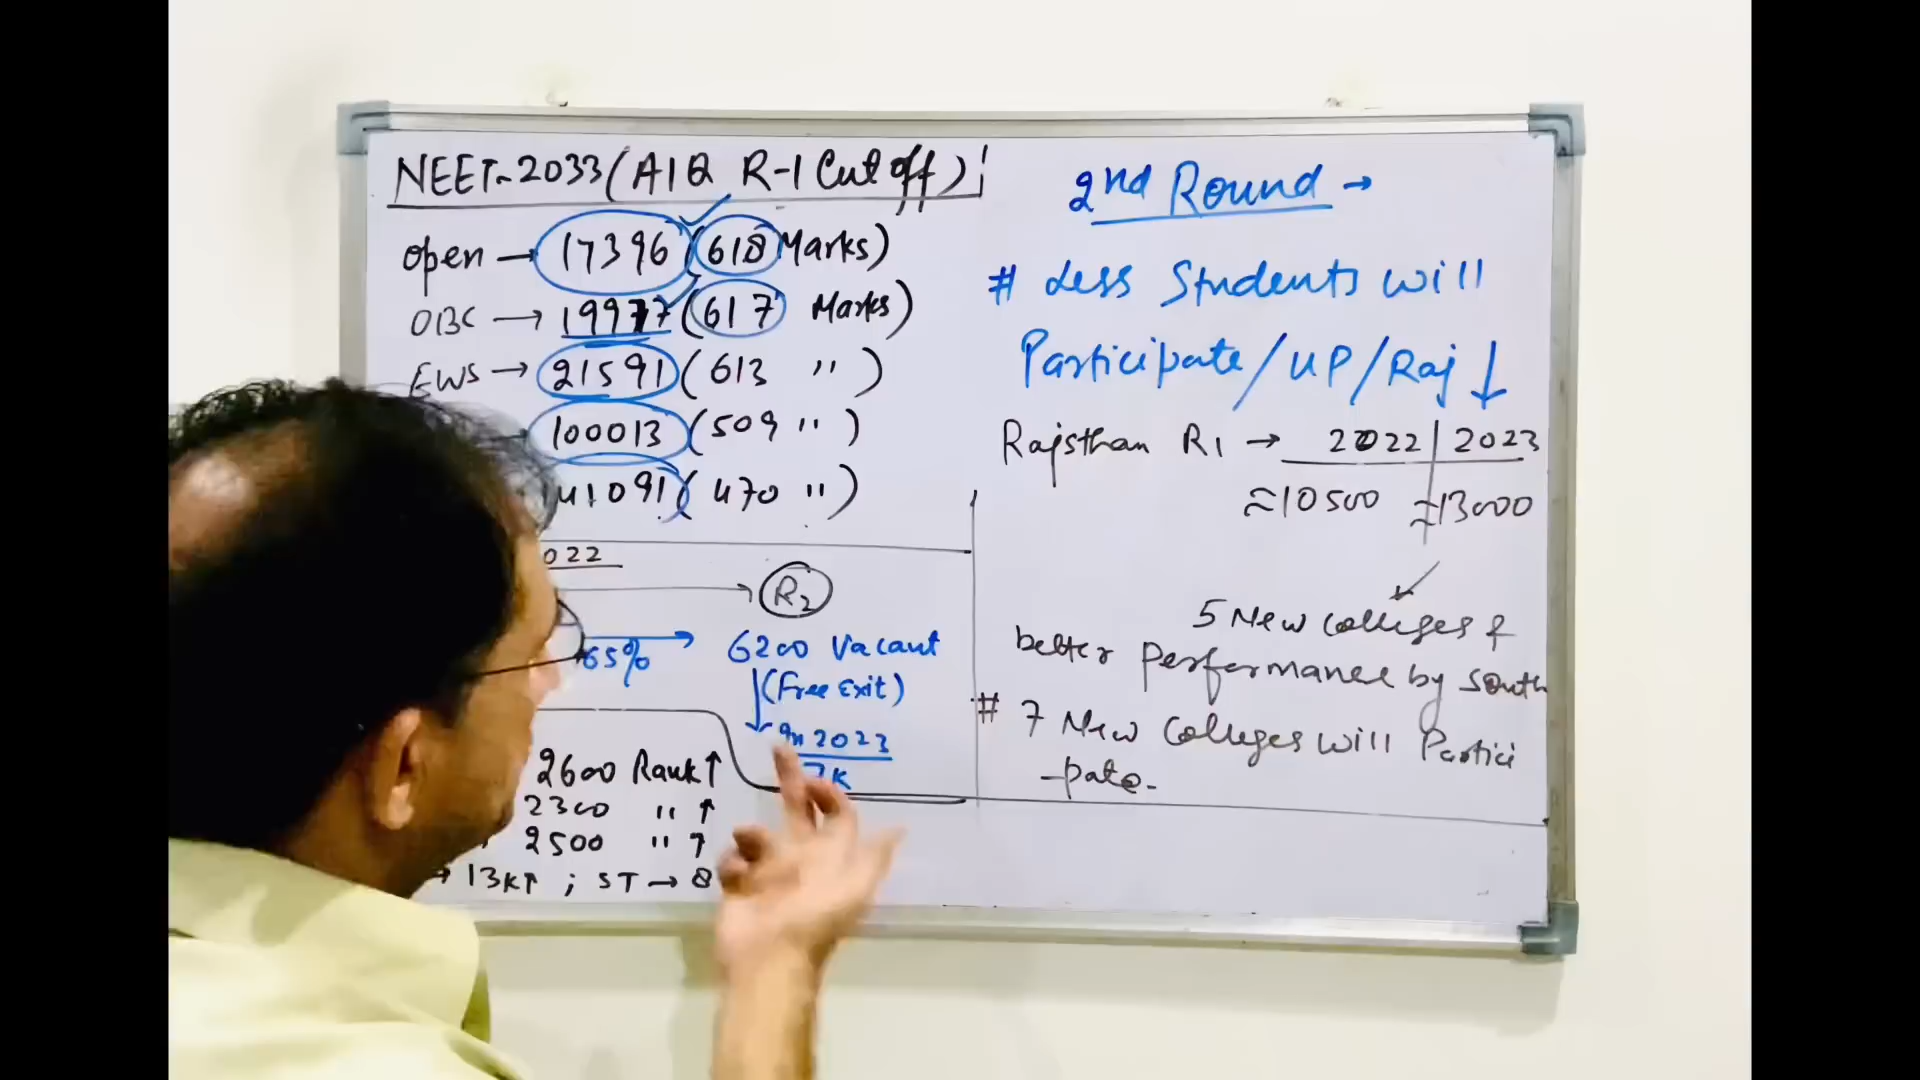 NEET-2033 (AIQ R-1 Cut off)
Open → 17396 (618 Marks)
OBC → 19977 (617 Marks)
EWS → 21591 (613 " )
100013 (509 " )
141091 (470 " )
022
→ R2
65% → 6200 Vacant
(Free Exit)
In 2023
7K
2600 Rank ↑
2300 " ↑
2500 " ↑
→ 13K↑ ; ST → 8
2nd Round →
# Less Students will
Participate/UP/Raj ↓
Rajsthan R1 → 2022 | 2023
≈10500 ≈13000
5 New Colleges &
better Performance by South
# 7 New Colleges will Partici
-pate.